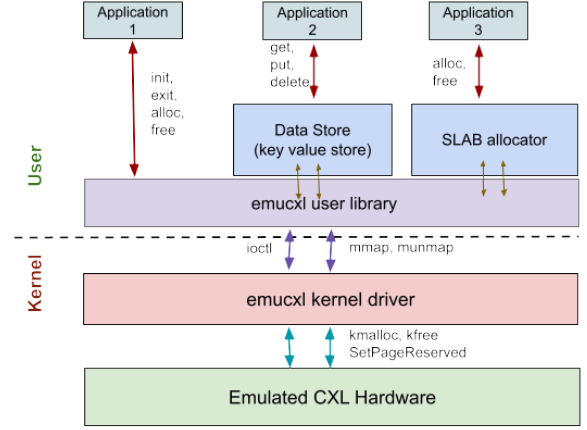 Application
1
Application
2
Application
3
init,
exit,
alloc,
free
get,
put,
delete
alloc,
free
Data Store
(key value store)
SLAB allocator
User
emucxl user library
ioctl
mmap, munmap
Kernel
emucxl kernel driver
kmalloc, kfree
SetPageReserved
Emulated CXL Hardware